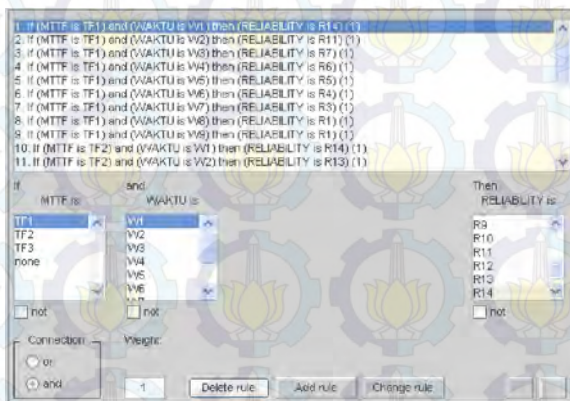 1. If (MTTF is TF1) and (WAKTU is W1) then (RELIABILITY is R14) (1)
2. If (MTTF is TF1) and (WAKTU is W2) then (RELIABILITY is R11) (1)
3. If (MTTF is TF1) and (WAKTU is W3) then (RELIABILITY is R7) (1)
4. If (MTTF is TF1) and (WAKTU is W4) then (RELIABILITY is R6) (1)
5. If (MTTF is TF1) and (WAKTU is W5) then (RELIABILITY is R5) (1)
6. If (MTTF is TF1) and (WAKTU is W6) then (RELIABILITY is R4) (1)
7. If (MTTF is TF1) and (WAKTU is W7) then (RELIABILITY is R3) (1)
8. If (MTTF is TF1) and (WAKTU is W8) then (RELIABILITY is R1) (1)
9. If (MTTF is TF1) and (WAKTU is W9) then (RELIABILITY is R1) (1)
10. If (MTTF is TF2) and (WAKTU is W1) then (RELIABILITY is R14) (1)
11. If (MTTF is TF2) and (WAKTU is W2) then (RELIABILITY is R13) (1)
If and Then
MTTF is WAKTU is RELIABILITY is
TF1
TF2
TF3
none
W1
W2
W3
W4
W5
W6
R9
R10
R11
R12
R13
R14
not not not
Connection Weight:
or
and 1 Delete rule Add rule Change rule